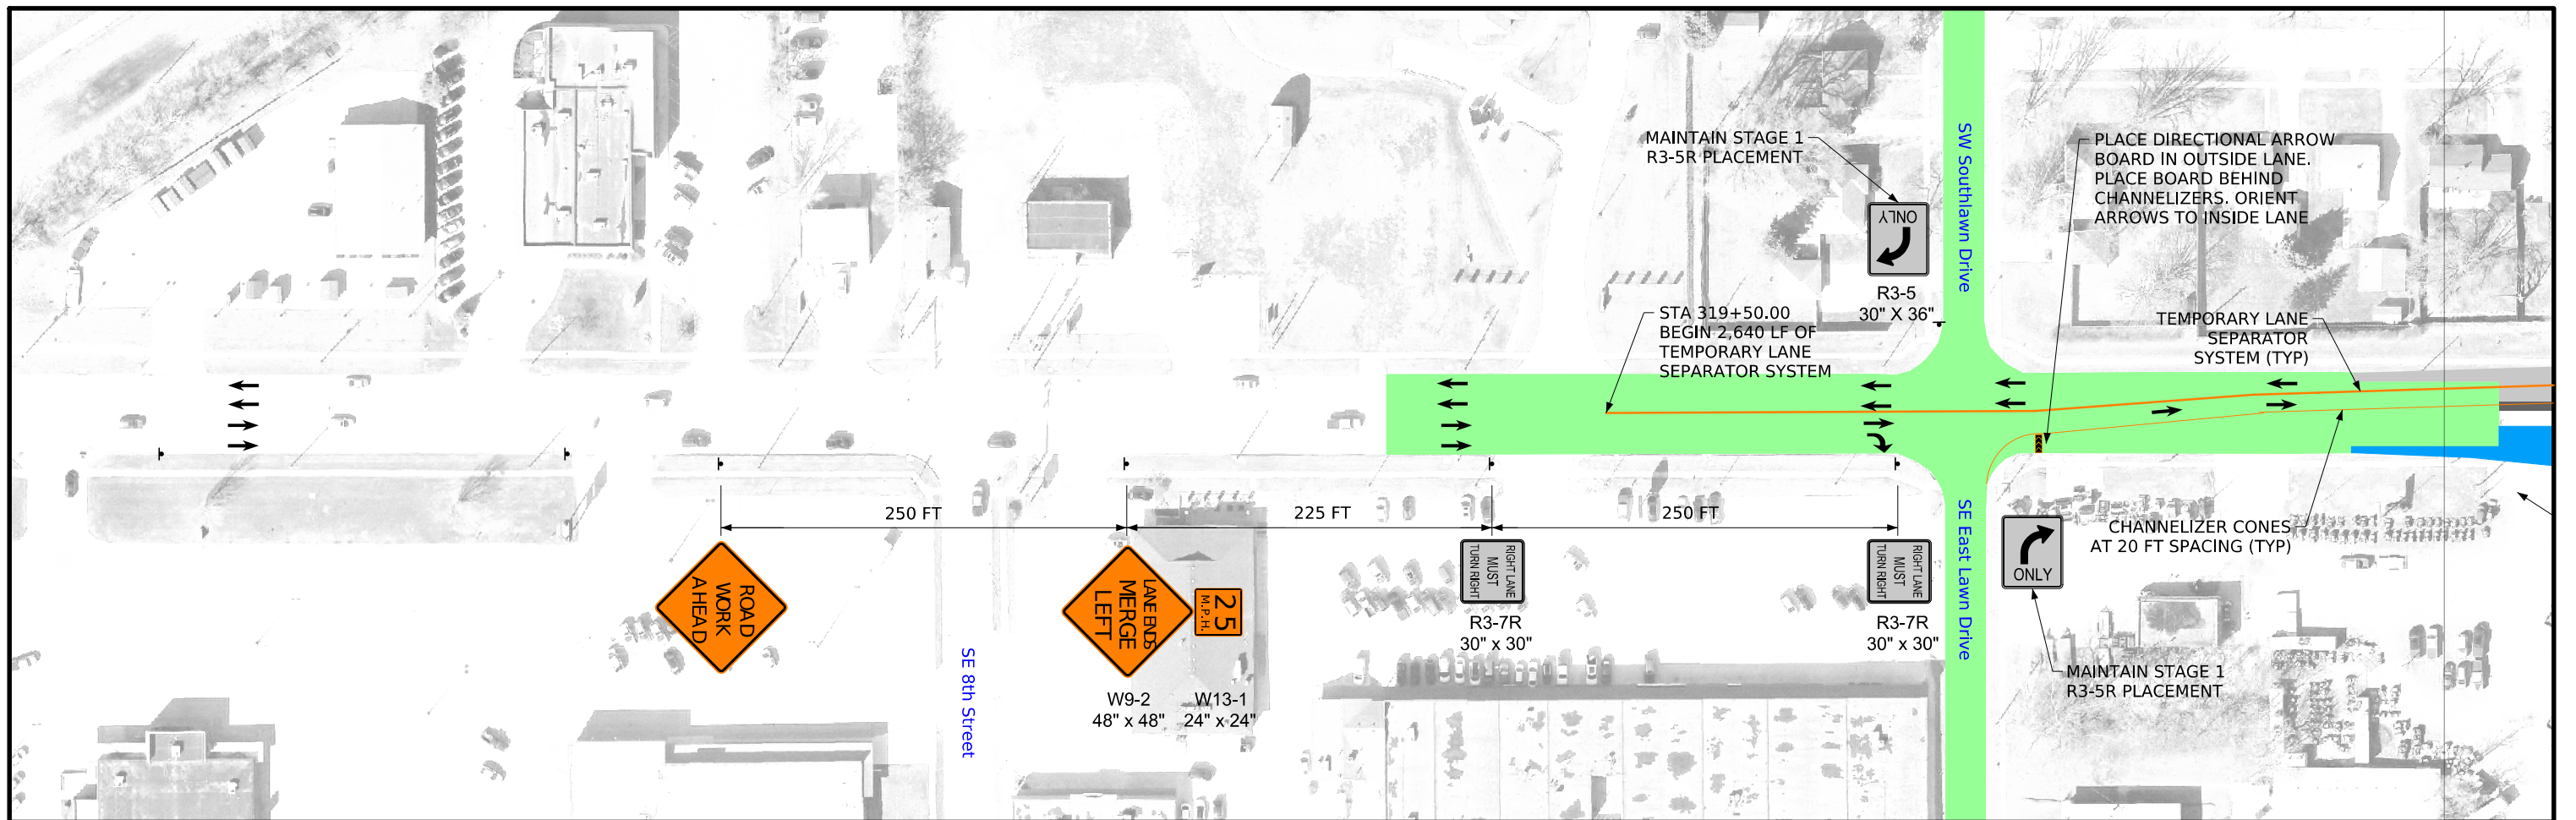 MAINTAIN STAGE 1
R3-5R PLACEMENT
ONLY
R3-5
30" X 36"
SW Southlawn Drive
PLACE DIRECTIONAL ARROW
BOARD IN OUTSIDE LANE.
PLACE BOARD BEHIND
CHANNELIZERS. ORIENT
ARROWS TO INSIDE LANE
STA 319+50.00
BEGIN 2,640 LF OF
TEMPORARY LANE
SEPARATOR SYSTEM
TEMPORARY LANE
SEPARATOR
SYSTEM (TYP)
250 FT
225 FT
250 FT
ROAD
WORK
AHEAD
SE 8th Street
LANE ENDS
MERGE
LEFT
25
M.P.H.
W9-2
48" x 48"
W13-1
24" x 24"
RIGHT LANE
MUST
TURN RIGHT
R3-7R
30" x 30"
RIGHT LANE
MUST
TURN RIGHT
R3-7R
30" x 30"
SE East Lawn Drive
ONLY
CHANNELIZER CONES
AT 20 FT SPACING (TYP)
MAINTAIN STAGE 1
R3-5R PLACEMENT